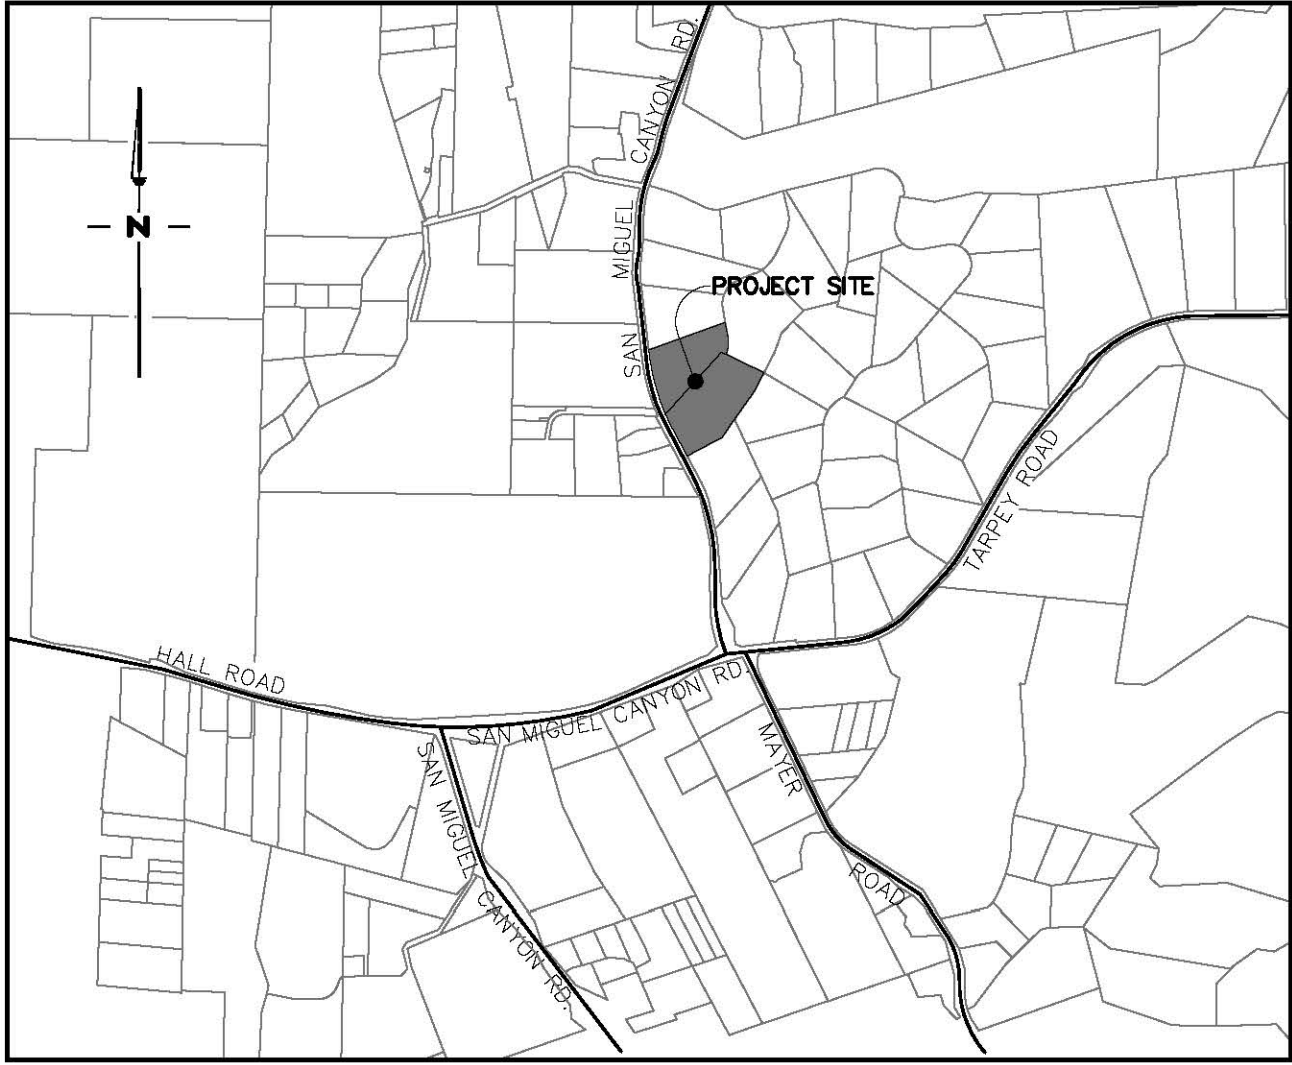 SAN MIGUEL CANYON RD.
N
PROJECT SITE
TARPEY ROAD
HALL ROAD
SAN MIGUEL CANYON RD.
SAN MIGUEL CANYON RD.
MAYER ROAD